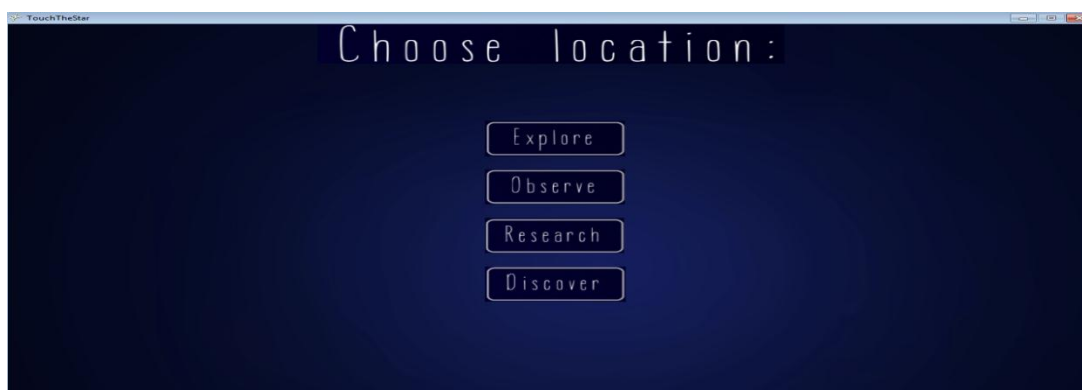 TouchTheStar
Choose location:
Explore
Observe
Research
Discover